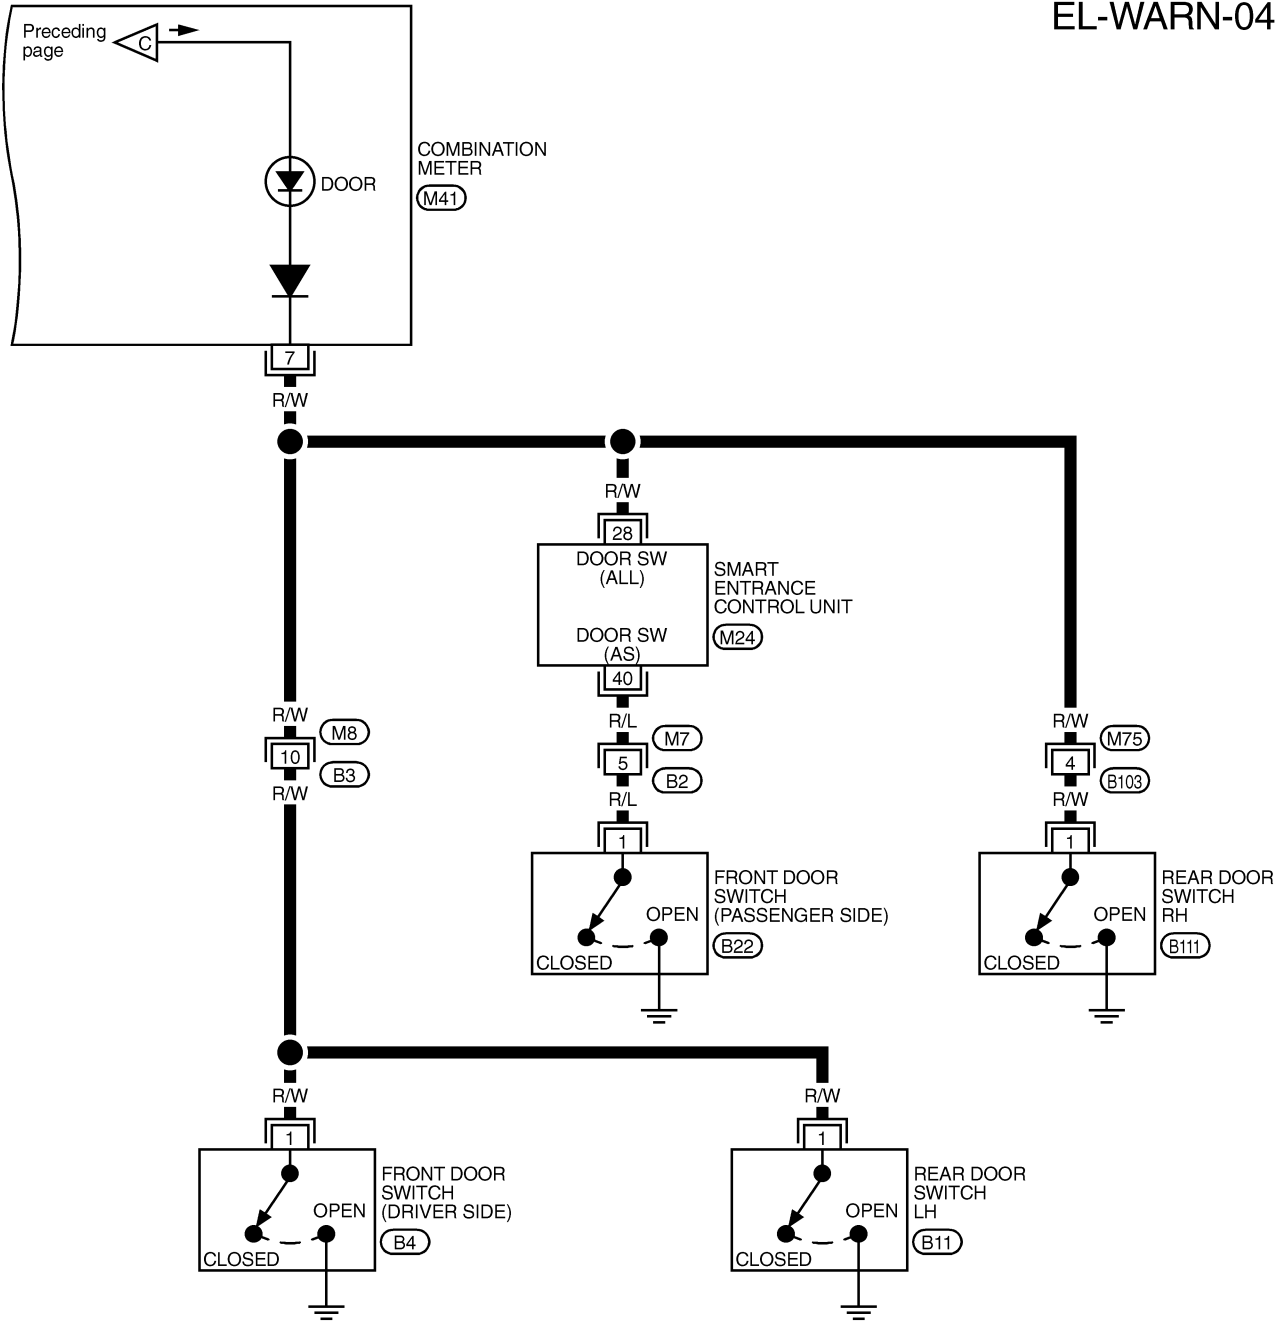 EL-WARN-04
Preceding
page
C
DOOR
COMBINATION
METER
M41
7
R/W
R/W
28
DOOR SW
(ALL)
SMART
ENTRANCE
CONTROL UNIT
M24
DOOR SW
(AS)
40
R/W
M8
10
B3
R/W
R/L
M7
5
B2
R/L
R/W
M75
4
B103
R/W
1
FRONT DOOR
SWITCH
(PASSENGER SIDE)
B22
OPEN
CLOSED
1
REAR DOOR
SWITCH
RH
B111
OPEN
CLOSED
R/W
1
FRONT DOOR
SWITCH
(DRIVER SIDE)
B4
OPEN
CLOSED
R/W
1
REAR DOOR
SWITCH
LH
B11
OPEN
CLOSED